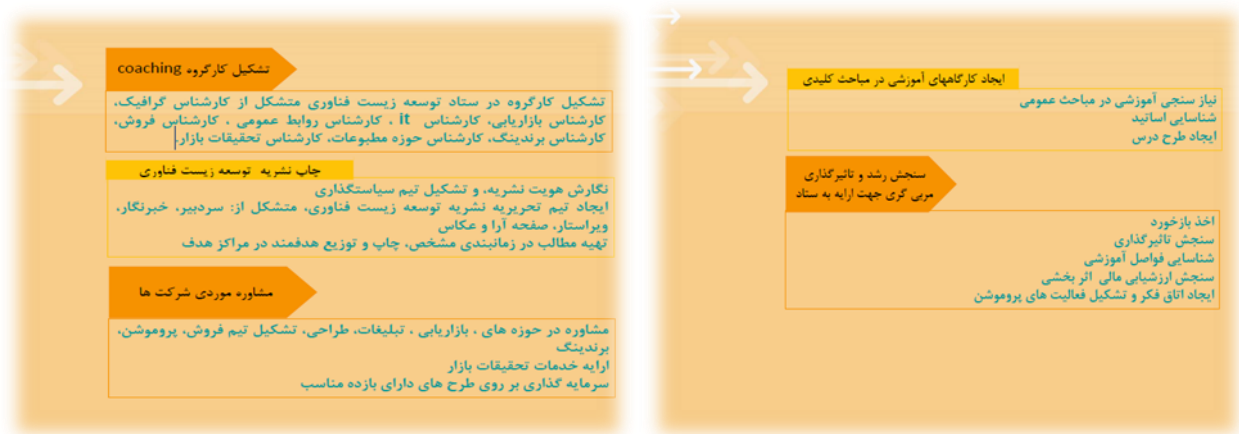 تشکیل کارگروه coaching
تشکیل کارگروه در ستاد توسعه زیست فناوری متشکل از کارشناس گرافیک،
کارشناس بازاریابی، کارشناس it ، کارشناس روابط عمومی ، کارشناس فروش،
کارشناس برندینگ، کارشناس حوزه مطبوعات، کارشناس تحقیقات بازار.
چاپ نشریه توسعه زیست فناوری
نگارش هویت نشریه، و تشکیل تیم سیاستگذاری
ایجاد تیم تحریریه نشریه توسعه زیست فناوری، متشکل از: سردبیر، خبرنگار،
ویراستار، صفحه آرا و عکاس
تهیه مطالب در زمانبندی مشخص، چاپ و توزیع هدفمند در مراکز هدف
مشاوره موردی شرکت ها
مشاوره در حوزه های ، بازاریابی ، تبلیغات، طراحی، تشکیل تیم فروش، پروموشن،
برندینگ
ارایه خدمات تحقیقات بازار
سرمایه گذاری بر روی طرح های دارای بازده مناسب
ایجاد کارگاههای آموزشی در مباحث کلیدی
نیاز سنجی آموزشی در مباحث عمومی
شناسایی اساتید
ایجاد طرح درس
سنجش رشد و تاثیرگذاری
مربی گری جهت ارایه به ستاد
اخذ بازخورد
سنجش تاثیرگذاری
شناسایی فواصل آموزشی
سنجش ارزشیابی مالی اثر بخشی
ایجاد اتاق فکر و تشکیل فعالیت های پروموشن